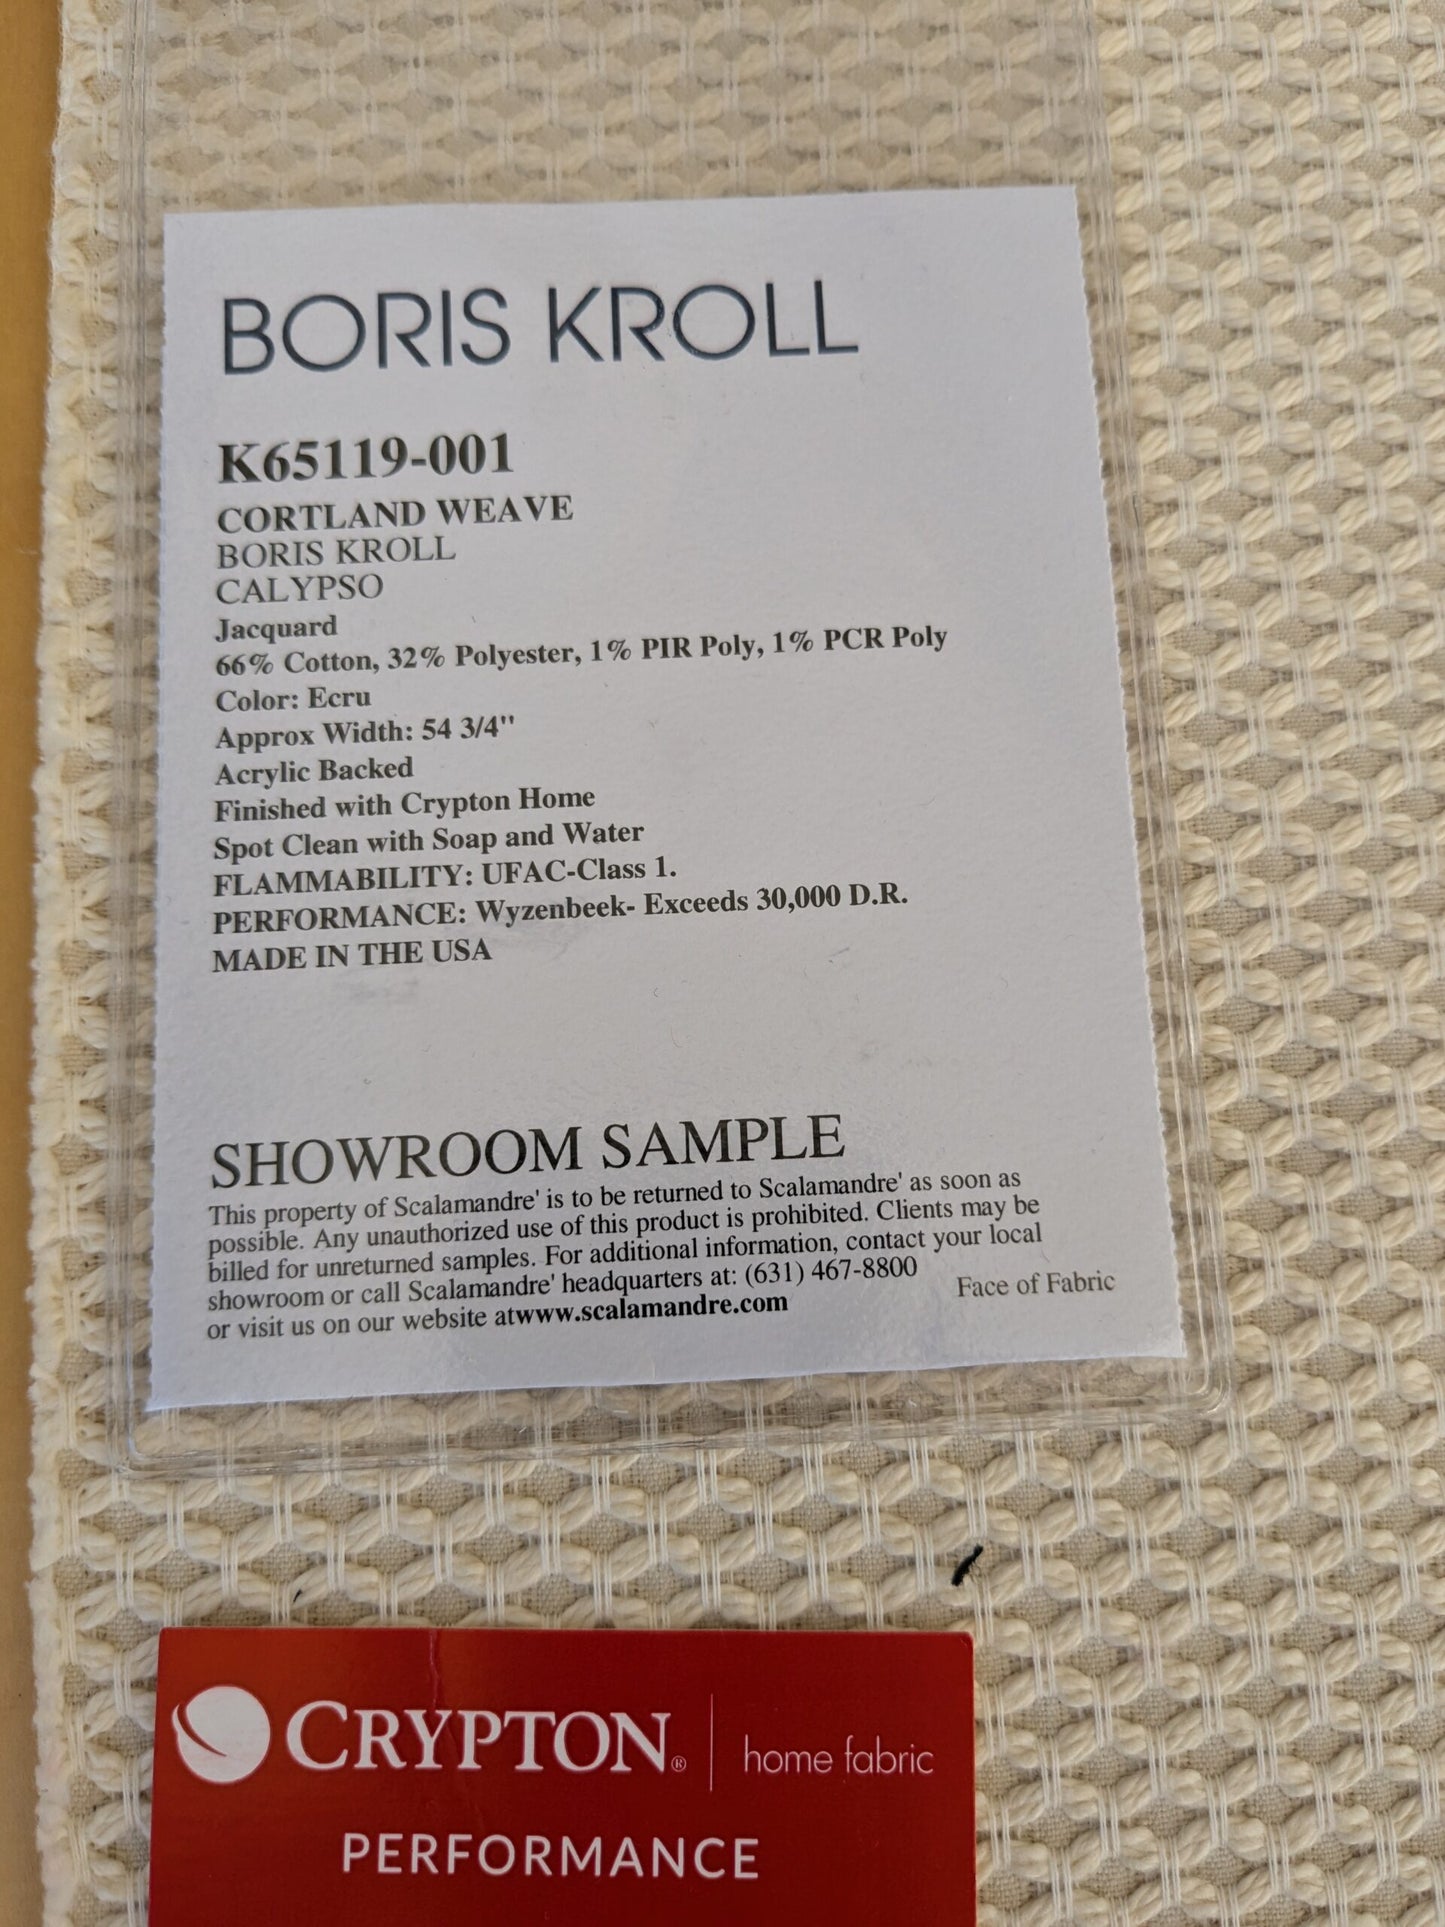 BORIS KROLL
K65119-001
CORTLAND WEAVE
BORIS KROLL
CALYPSO
Jacquard
66% Cotton, 32% Polyester, 1% PIR Poly, 1% PCR Poly
Color: Ecru
Approx Width: 54 3/4"
Acrylic Backed
Finished with Crypton Home
Spot Clean with Soap and Water
FLAMMABILITY: UFAC-Class 1.
PERFORMANCE: Wyzenbeek- Exceeds 30,000 D.R.
MADE IN THE USA
SHOWROOM SAMPLE
This property of Scalamandre' is to be returned to Scalamandre' as soon as
possible. Any unauthorized use of this product is prohibited. Clients may be
billed for unreturned samples. For additional information, contact your local
showroom or call Scalamandre' headquarters at: (631) 467-8800
or visit us on our website atwww.scalamandre.com
Face of Fabric
CRYPTON® home fabric
PERFORMANCE